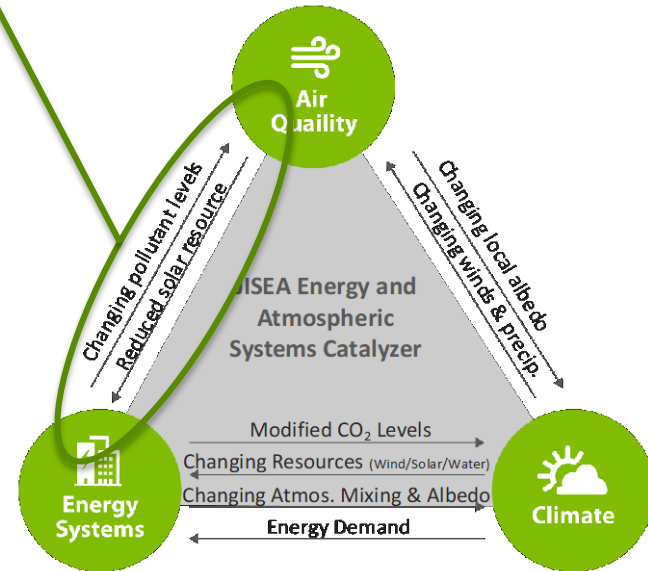 Air
Quaility
Changing pollutant levels
Reduced solar resource
Changing local albedo
Changing winds & precip.
JISEA Energy and
Atmospheric
Systems Catalyzer
Modified CO₂ Levels
Changing Resources (Wind/Solar/Water)
Changing Atmos. Mixing & Albedo
Energy Demand
Energy
Systems
Climate